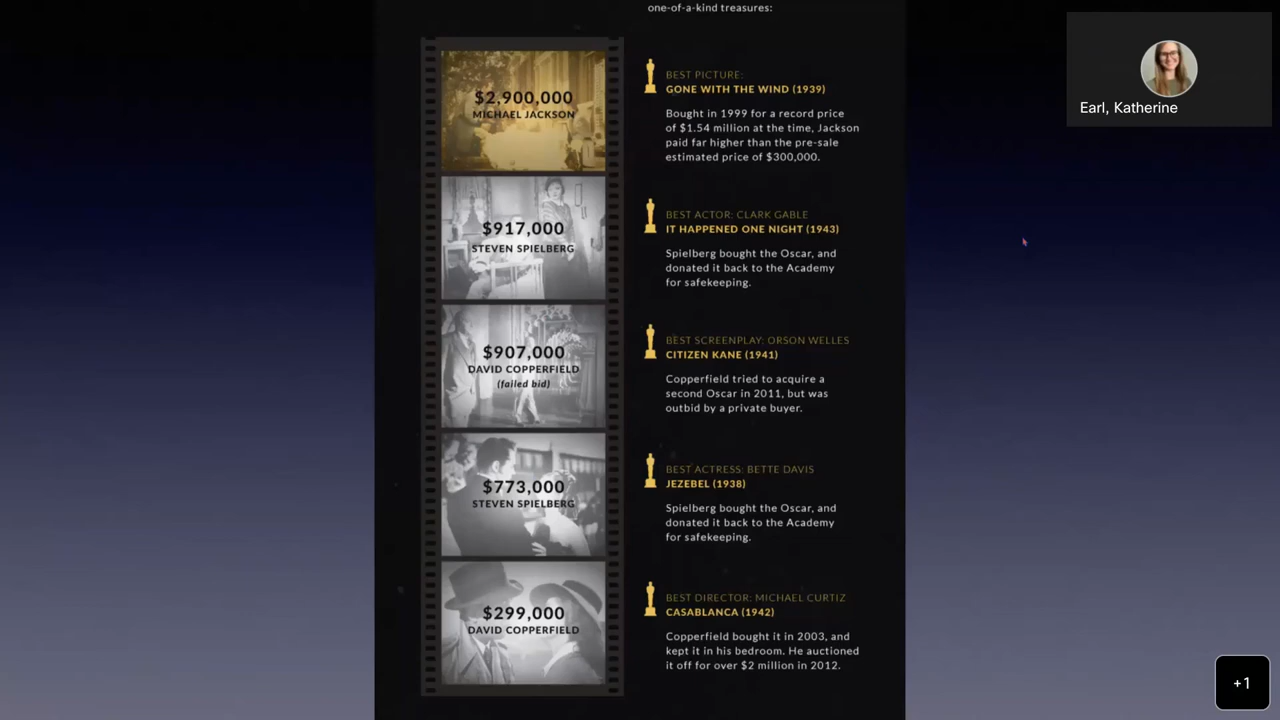 one-of-a-kind treasures:
$2,900,000
MICHAEL JACKSON
BEST PICTURE:
GONE WITH THE WIND (1939)
Bought in 1999 for a record price
of $1.54 million at the time, Jackson
paid far higher than the pre-sale
estimated price of $300,000.
$917,000
STEVEN SPIELBERG
BEST ACTOR: CLARK GABLE
IT HAPPENED ONE NIGHT (1943)
Spielberg bought the Oscar, and
donated it back to the Academy
for safekeeping.
$907,000
DAVID COPPERFIELD
(failed bid)
BEST SCREENPLAY: ORSON WELLES
CITIZEN KANE (1941)
Copperfield tried to acquire a
second Oscar in 2011, but was
outbid by a private buyer.
$773,000
STEVEN SPIELBERG
BEST ACTRESS: BETTE DAVIS
JEZEBEL (1938)
Spielberg bought the Oscar, and
donated it back to the Academy
for safekeeping.
$299,000
DAVID COPPERFIELD
BEST DIRECTOR: MICHAEL CURTIZ
CASABLANCA (1942)
Copperfield bought it in 2003, and
kept it in his bedroom. He auctioned
it off for over $2 million in 2012.
Earl, Katherine
+1